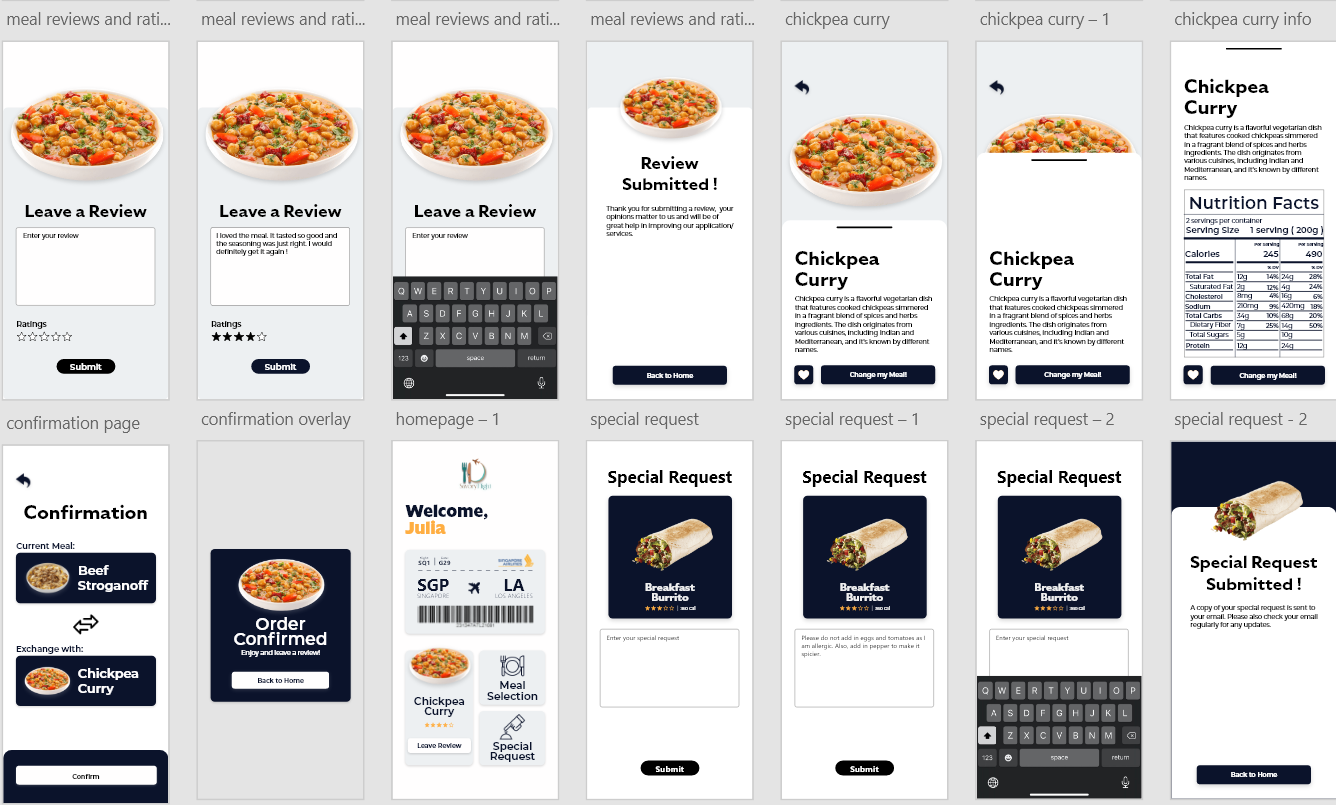 meal reviews and rati...
meal reviews and rati...
meal reviews and rati...
meal reviews and rati...
chickpea curry
chickpea curry – 1
chickpea curry info
Leave a Review
Enter your review
Ratings
Submit
Leave a Review
I loved the meal. It tasted so good and
the seasoning was just right. I would
definitely get it again !
Ratings
Submit
Leave a Review
Enter your review
Q W E R T Y U I O P
A S D F G H J K L
Z X C V B N M
123
space
return
Review
Submitted !
Thank you for submitting a review, your
opinions matter to us and will be of
great help in improving our application/
services.
Back to Home
Chickpea
Curry
Chickpea curry is a flavorful vegetarian dish
that features cooked chickpeas simmered
in a fragrant blend of spices and herbs
ingredients. The dish originates from
various cuisines, including Indian and
Mediterranean, and it's known by different
names.
Change my Meal!
Chickpea
Curry
Chickpea curry is a flavorful vegetarian dish
that features cooked chickpeas simmered
in a fragrant blend of spices and herbs
ingredients. The dish originates from
various cuisines, including Indian and
Mediterranean, and it's known by different
names.
Change my Meal!
Chickpea
Curry
Chickpea curry is a flavorful vegetarian dish
that features cooked chickpeas simmered
in a fragrant blend of spices and herbs
ingredients. The dish originates from
various cuisines, including Indian and
Mediterranean, and it's known by different
names.
Nutrition Facts
2 servings per container
Serving Size 1 serving ( 200g )
Per Serving Per Serving
Calories 245 490
% DV % DV
Total Fat 12g 14% 24g 28%
Saturated Fat 2g 12% 4g 24%
Cholesterol 8mg 4% 16g 6%
Sodium 210mg 9% 420mg 18%
Total Carbs 34g 10% 68g 20%
Dietary Fiber 7g 25% 14g 50%
Total Sugars 5g 10g
Protein 12g 24g
Change my Meal!
confirmation page
confirmation overlay
homepage – 1
special request
special request – 1
special request – 2
special request - 2
Confirmation
Current Meal:
Beef
Stroganoff
Exchange with:
Chickpea
Curry
Confirm
Order
Confirmed
Enjoy and leave a review!
Back to Home
Welcome,
Julia
SQ1 G29
SINGAPORE
AIRLINES
SGP LA
SINGAPORE LOS ANGELES
Chickpea
Curry
Leave Review
Meal
Selection
Special
Request
Special Request
Breakfast
Burrito
Enter your special request
Submit
Special Request
Breakfast
Burrito
Please do not add in eggs and tomatoes as I
am allergic. Also, add in pepper to make it
spicier.
Submit
Special Request
Breakfast
Burrito
Enter your special request
Q W E R T Y U I O P
A S D F G H J K L
Z X C V B N M
123
space
return
Special Request
Submitted !
A copy of your special request is sent to
your email. Please also check your email
regularly for any updates.
Back to Home